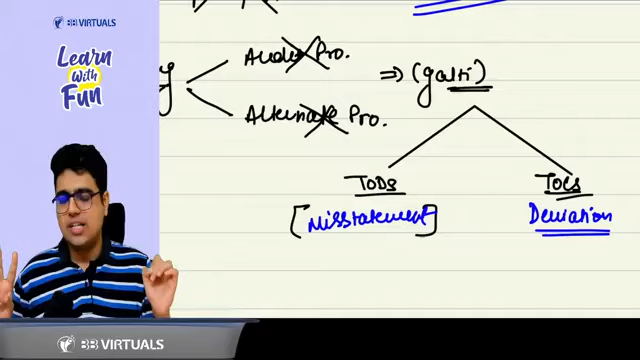 BB VIRTUALS
Learn
With
Fun
Audit Pro.
Alternate Pro.
⇒ (galti)
TODs
TOCs
[Misstatement]
Deviation
BB VIRTUALS